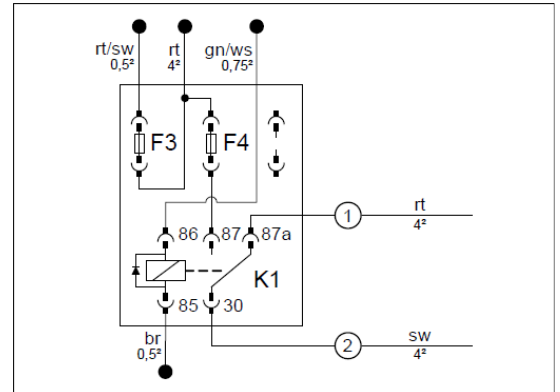 rt/sw rt gn/ws
0,5² 4² 0,75²
F3 F4
1 rt
4²
86 87 87a
K1
85 30
br
0,5²
2 sw
4²